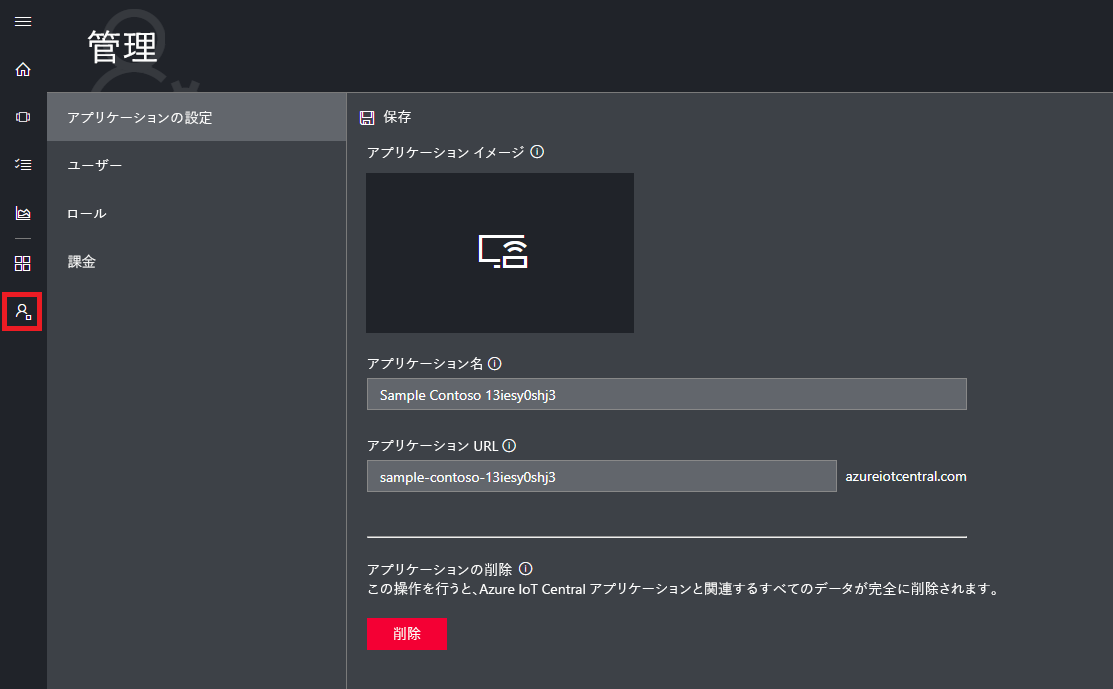 管理
アプリケーションの設定
ユーザー
ロール
課金
保存
アプリケーション イメージ
アプリケーション名
Sample Contoso 13iesy0shj3
アプリケーション URL
sample-contoso-13iesy0shj3 azureiotcentral.com
アプリケーションの削除
この操作を行うと、Azure IoT Central アプリケーションと関連するすべてのデータが完全に削除されます。
削除